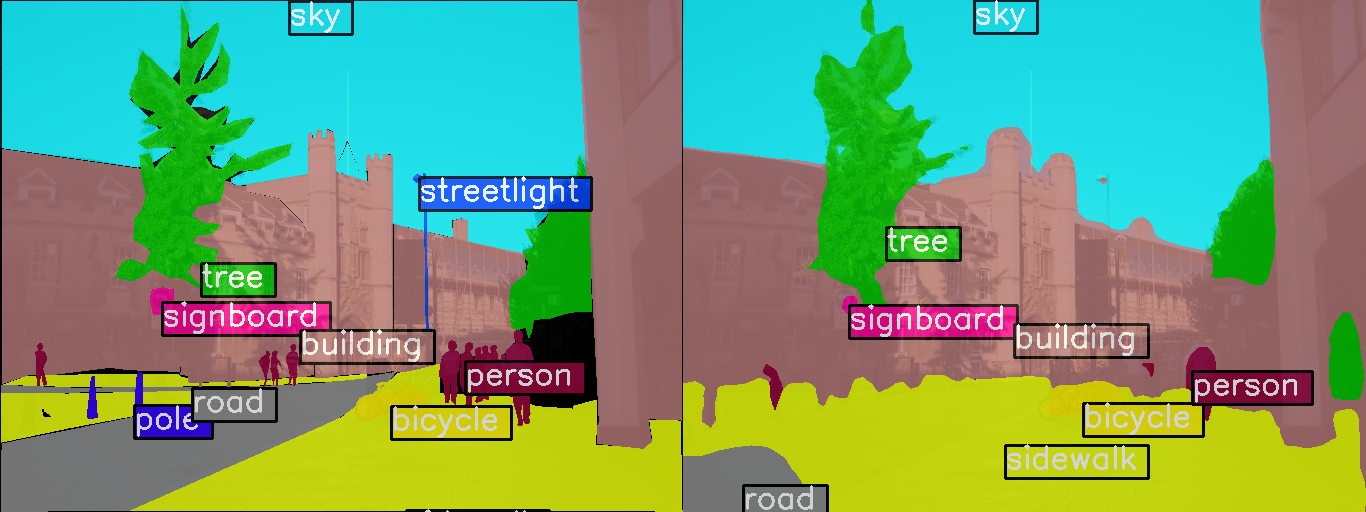 sky
streetlight
tree
signboard
building
person
road
pole
bicycle
sky
tree
signboard
building
person
bicycle
sidewalk
road